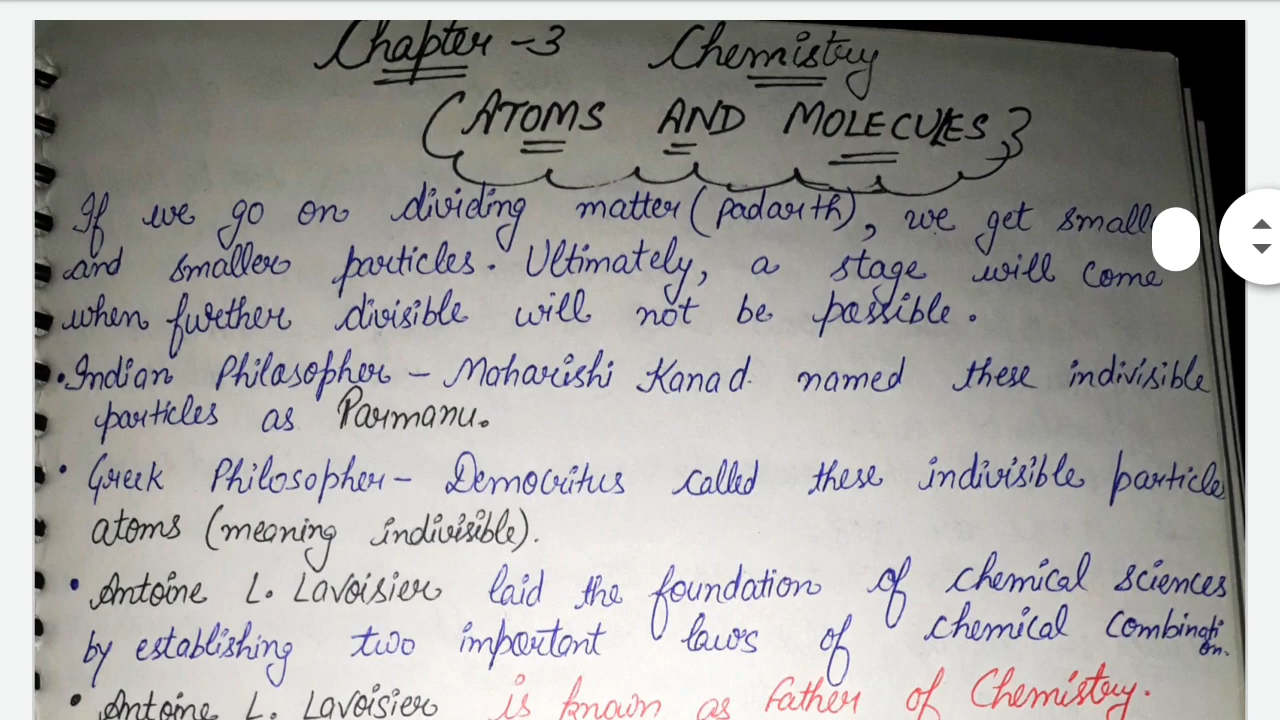 Chapter-3 Chemistry
(ATOMS AND MOLECULES}
If we go on dividing matter (padarth), we get small
and smaller particles. Ultimately, a stage will come
when further divisible will not be possible.
•Indian Philosopher - Maharishi Kanad. named these indivisible
particles as Parmanu.
• Greek Philosopher- Democritus called these indivisible particle
atoms (meaning indivisible).
• Antoine L. Lavoisier laid the foundation of chemical sciences
by establishing two important laws of chemical combination.
• Antoine L. Lavoisier is known as Father of Chemistry.